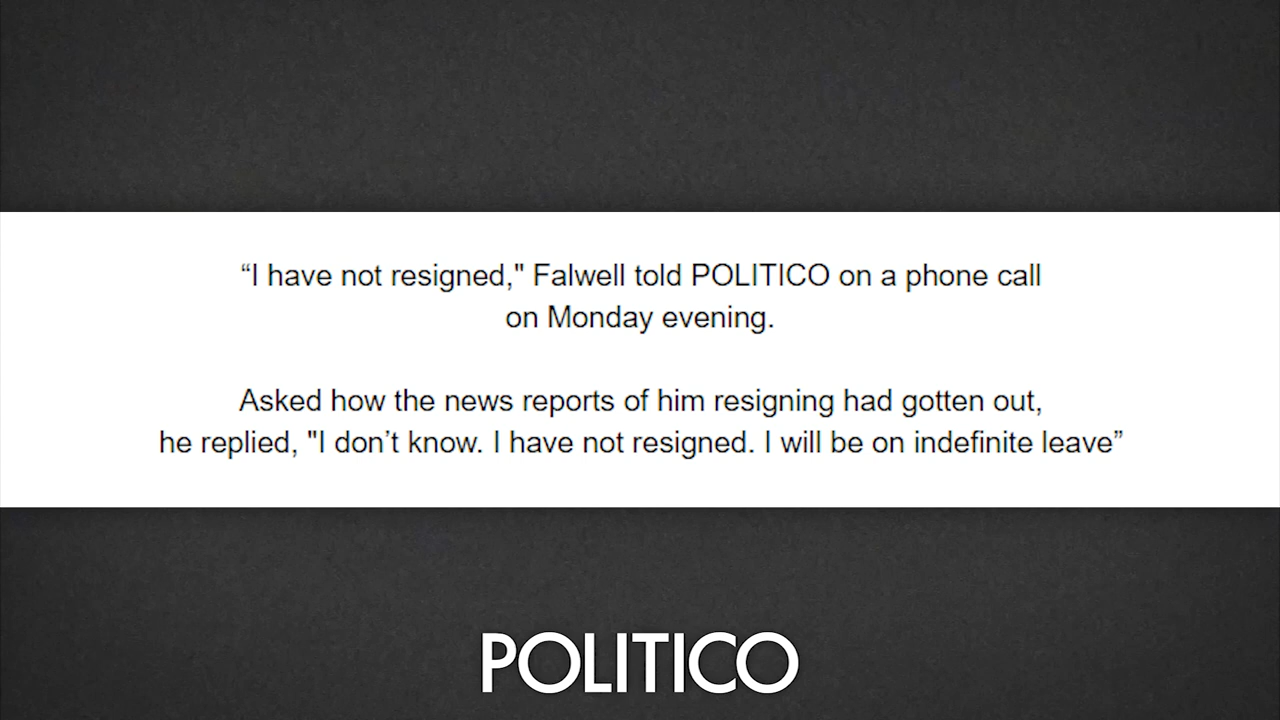 “I have not resigned," Falwell told POLITICO on a phone call
on Monday evening.
Asked how the news reports of him resigning had gotten out,
he replied, "I don’t know. I have not resigned. I will be on indefinite leave”
POLITICO